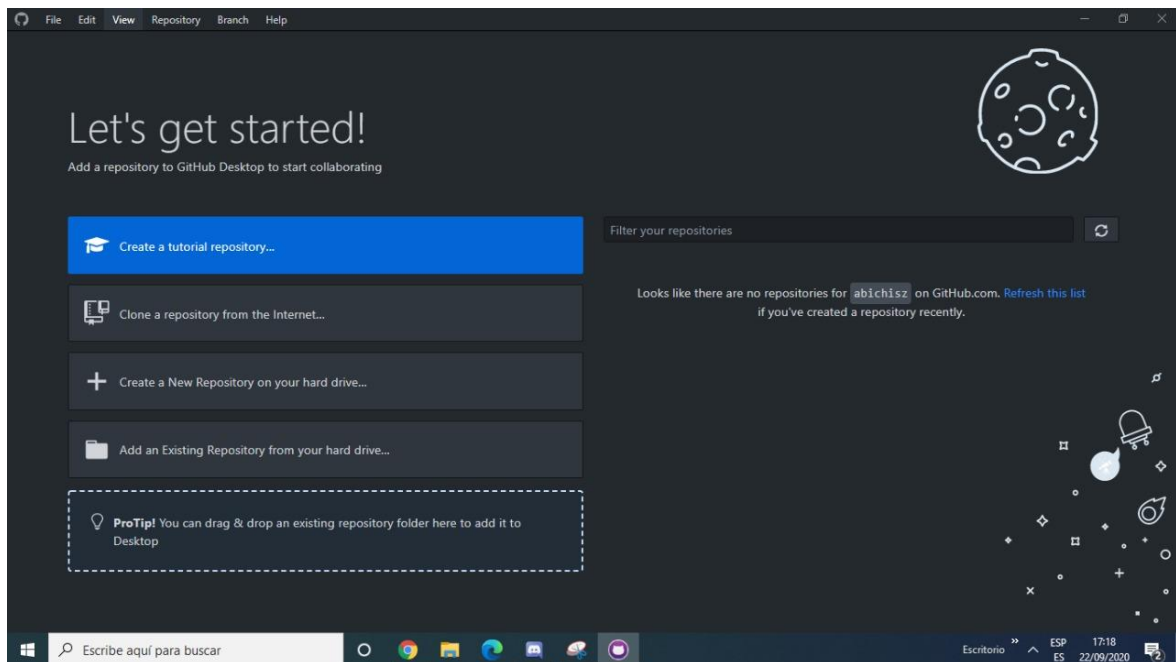 File Edit View Repository Branch Help
Let's get started!
Add a repository to GitHub Desktop to start collaborating
Create a tutorial repository...
Clone a repository from the Internet...
Create a New Repository on your hard drive...
Add an Existing Repository from your hard drive...
ProTip! You can drag & drop an existing repository folder here to add it to
Desktop
Filter your repositories
Looks like there are no repositories for abichisz on GitHub.com. Refresh this list
if you've created a repository recently.
Escribe aquí para buscar
Escritorio
ESP
ES
17:18
22/09/2020
2